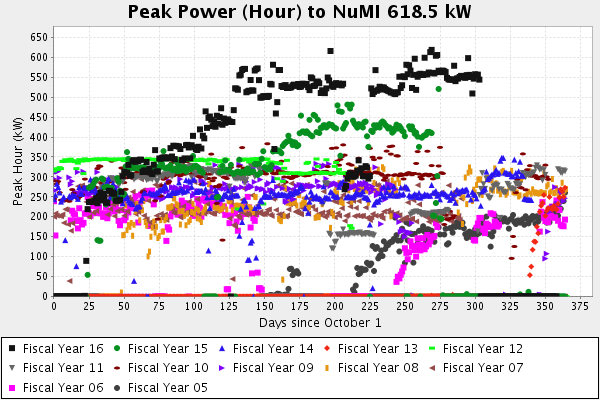 Peak Power (Hour) to NuMI 618.5 kW
650
600
550
500
450
400
350
300
250
200
150
100
50
0
Peak Hour (kW)
0 25 50 75 100 125 150 175 200 225 250 275 300 325 350 375
Days since October 1
Fiscal Year 16 Fiscal Year 15 Fiscal Year 14 Fiscal Year 13 Fiscal Year 12
Fiscal Year 11 Fiscal Year 10 Fiscal Year 09 Fiscal Year 08 Fiscal Year 07
Fiscal Year 06 Fiscal Year 05